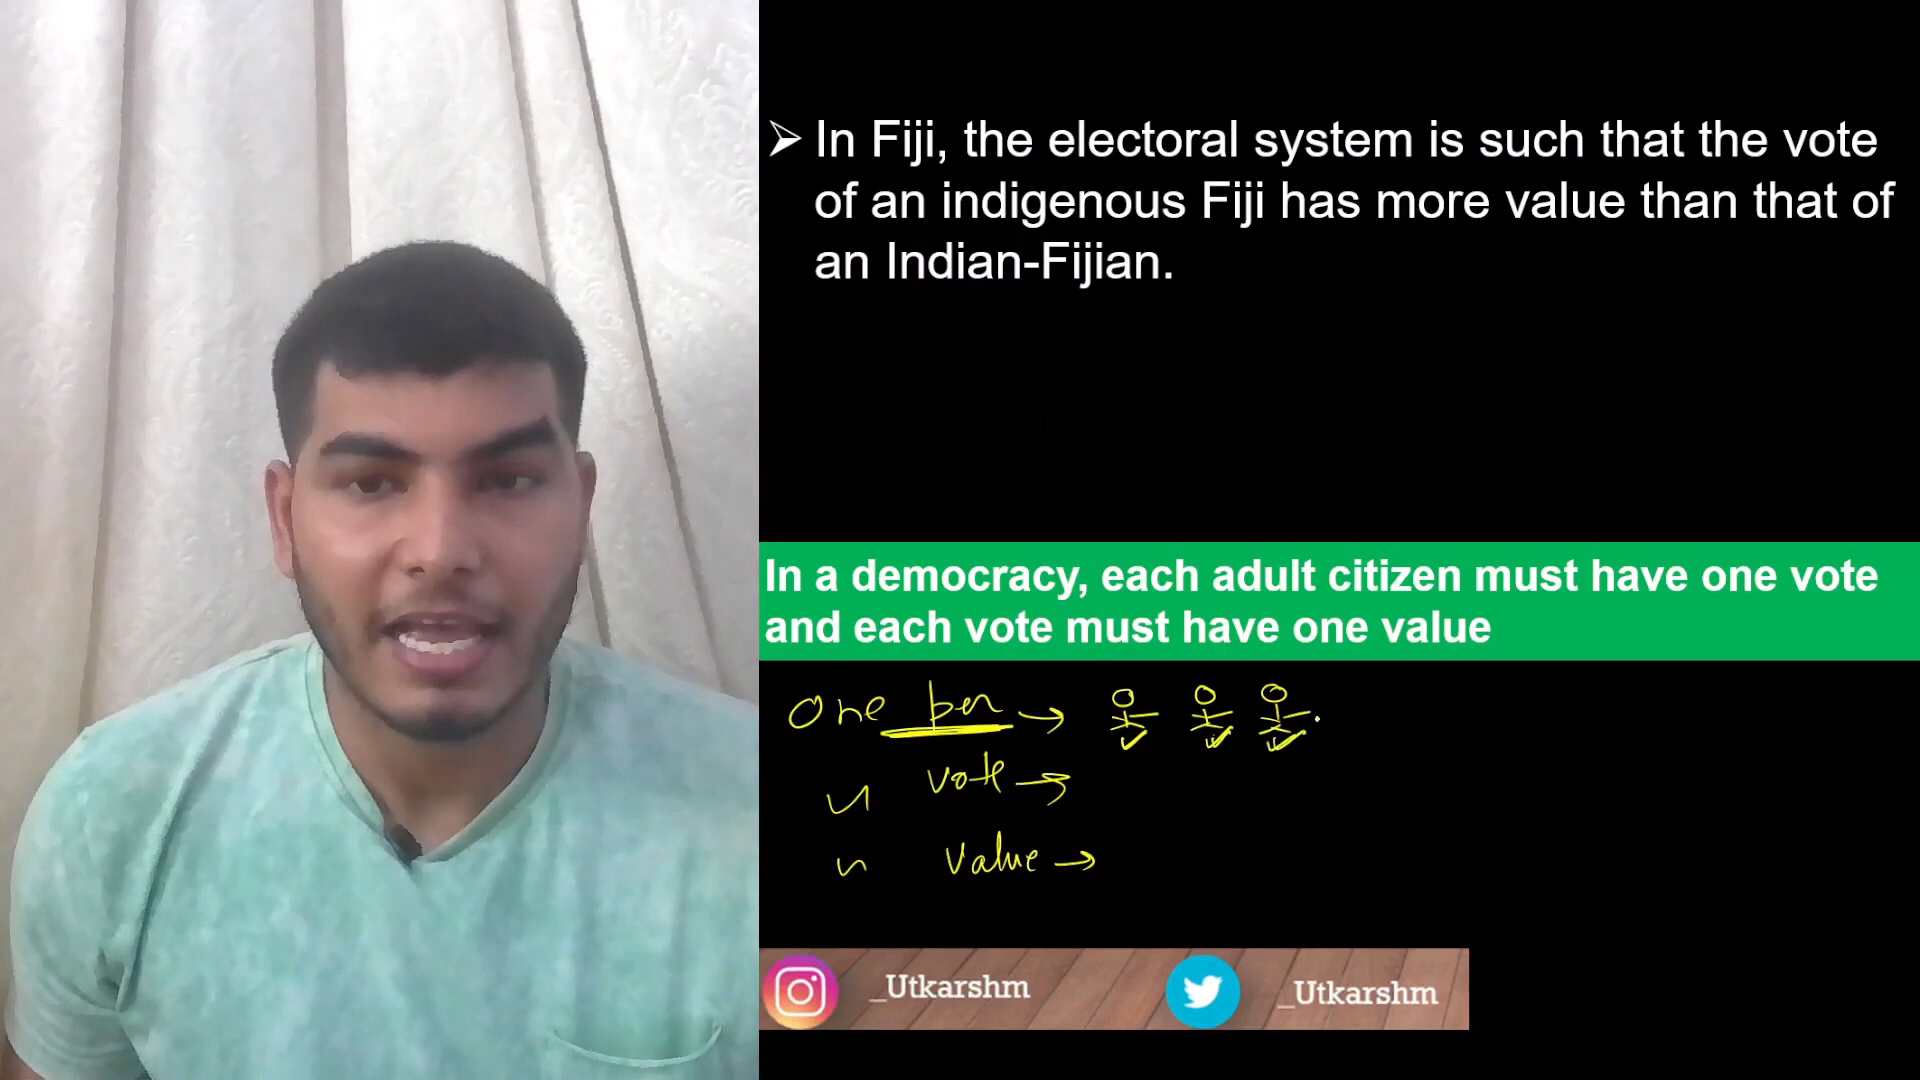 ➢ In Fiji, the electoral system is such that the vote
of an indigenous Fiji has more value than that of
an Indian-Fijian.
In a democracy, each adult citizen must have one vote
and each vote must have one value
One per →
〃 vote →
〃 value →
_Utkarshm
_Utkarshm